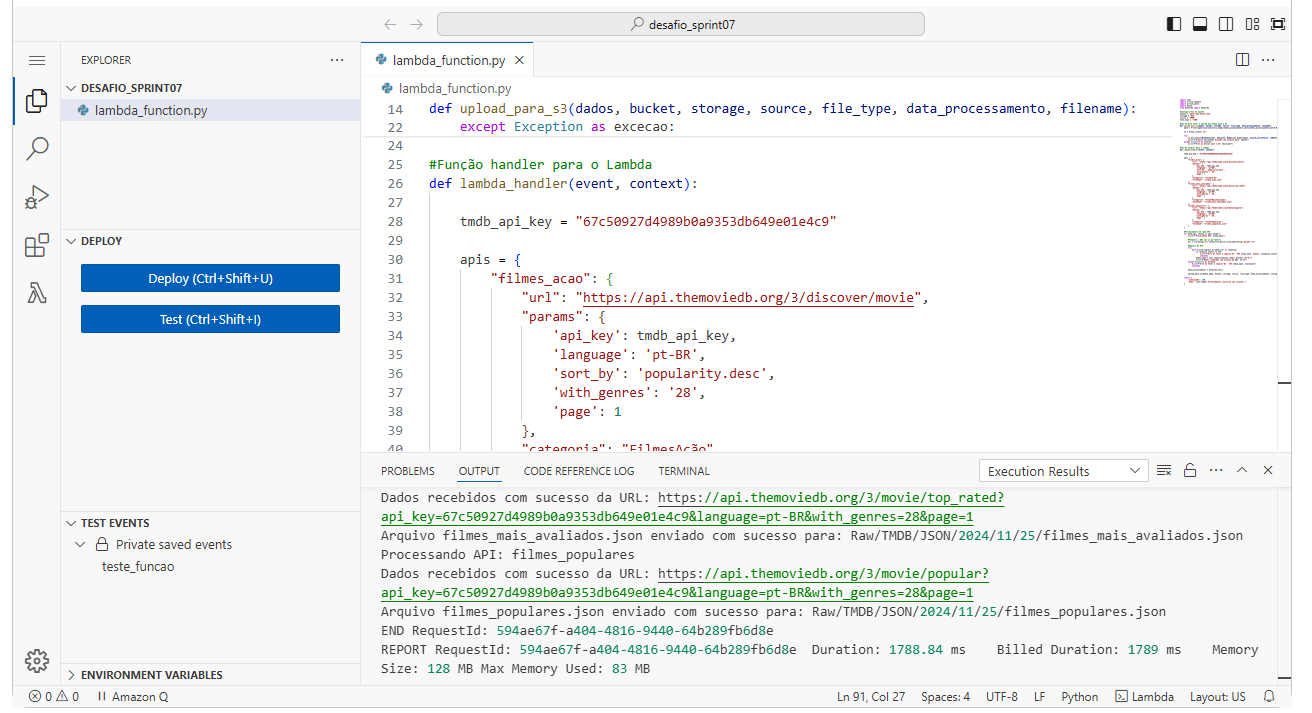 desafio_sprint07
EXPLORER
DESAFIO_SPRINT07
lambda_function.py
DEPLOY
Deploy (Ctrl+Shift+U)
Test (Ctrl+Shift+I)
TEST EVENTS
Private saved events
teste_funcao
ENVIRONMENT VARIABLES
lambda_function.py
lambda_function.py
14 def upload_para_s3(dados, bucket, storage, source, file_type, data_processamento, filename):
22 except Exception as excecao:
24
25 #Função handler para o Lambda
26 def lambda_handler(event, context):
27
28 tmdb_api_key = "67c50927d4989b0a9353db649e01e4c9"
29
30 apis = {
31 "filmes_acao": {
32 "url": "https://api.themoviedb.org/3/discover/movie",
33 "params": {
34 'api_key': tmdb_api_key,
35 'language': 'pt-BR',
36 'sort_by': 'popularity.desc',
37 'with_genres': '28',
38 'page': 1
39 },
40 "categoria": "FilmesAção"
PROBLEMS OUTPUT CODE REFERENCE LOG TERMINAL Execution Results
Dados recebidos com sucesso da URL: https://api.themoviedb.org/3/movie/top_rated?
api_key=67c50927d4989b0a9353db649e01e4c9&language=pt-BR&with_genres=28&page=1
Arquivo filmes_mais_avaliados.json enviado com sucesso para: Raw/TMDB/JSON/2024/11/25/filmes_mais_avaliados.json
Processando API: filmes_populares
Dados recebidos com sucesso da URL: https://api.themoviedb.org/3/movie/popular?
api_key=67c50927d4989b0a9353db649e01e4c9&language=pt-BR&with_genres=28&page=1
Arquivo filmes_populares.json enviado com sucesso para: Raw/TMDB/JSON/2024/11/25/filmes_populares.json
END RequestId: 594ae67f-a404-4816-9440-64b289fb6d8e
REPORT RequestId: 594ae67f-a404-4816-9440-64b289fb6d8e Duration: 1788.84 ms Billed Duration: 1789 ms Memory
Size: 128 MB Max Memory Used: 83 MB
0 0 Amazon Q Ln 91, Col 27 Spaces: 4 UTF-8 LF Python Lambda Layout: US